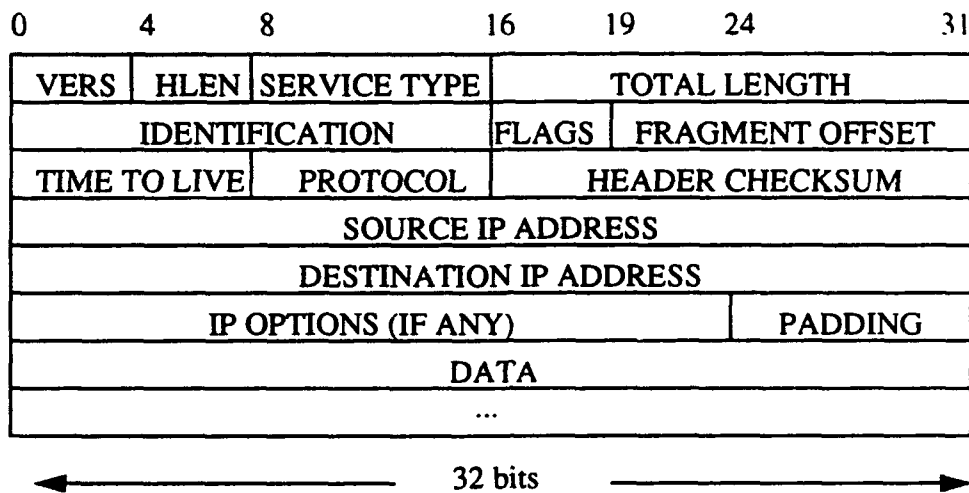 0 4 8 16 19 24 31
VERS HLEN SERVICE TYPE TOTAL LENGTH
IDENTIFICATION FLAGS FRAGMENT OFFSET
TIME TO LIVE PROTOCOL HEADER CHECKSUM
SOURCE IP ADDRESS
DESTINATION IP ADDRESS
IP OPTIONS (IF ANY) PADDING
DATA
...
32 bits